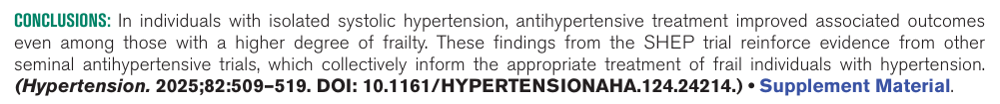 CONCLUSIONS: In individuals with isolated systolic hypertension, antihypertensive treatment improved associated outcomes
even among those with a higher degree of frailty. These findings from the SHEP trial reinforce evidence from other
seminal antihypertensive trials, which collectively inform the appropriate treatment of frail individuals with hypertension.
(Hypertension. 2025;82:509–519. DOI: 10.1161/HYPERTENSIONAHA.124.24214.) • Supplement Material.